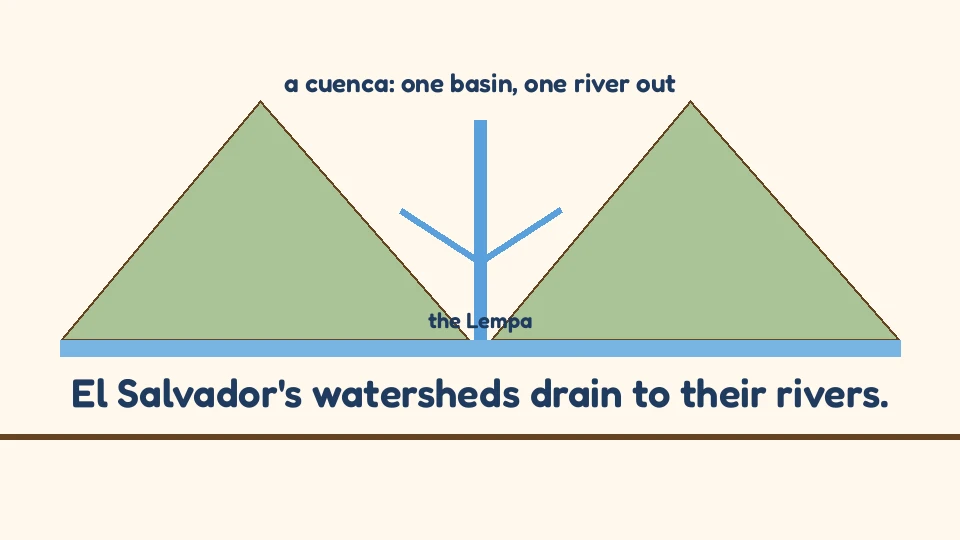 a cuenca: one basin, one river out
the Lempa
El Salvador's watersheds drain to their rivers.